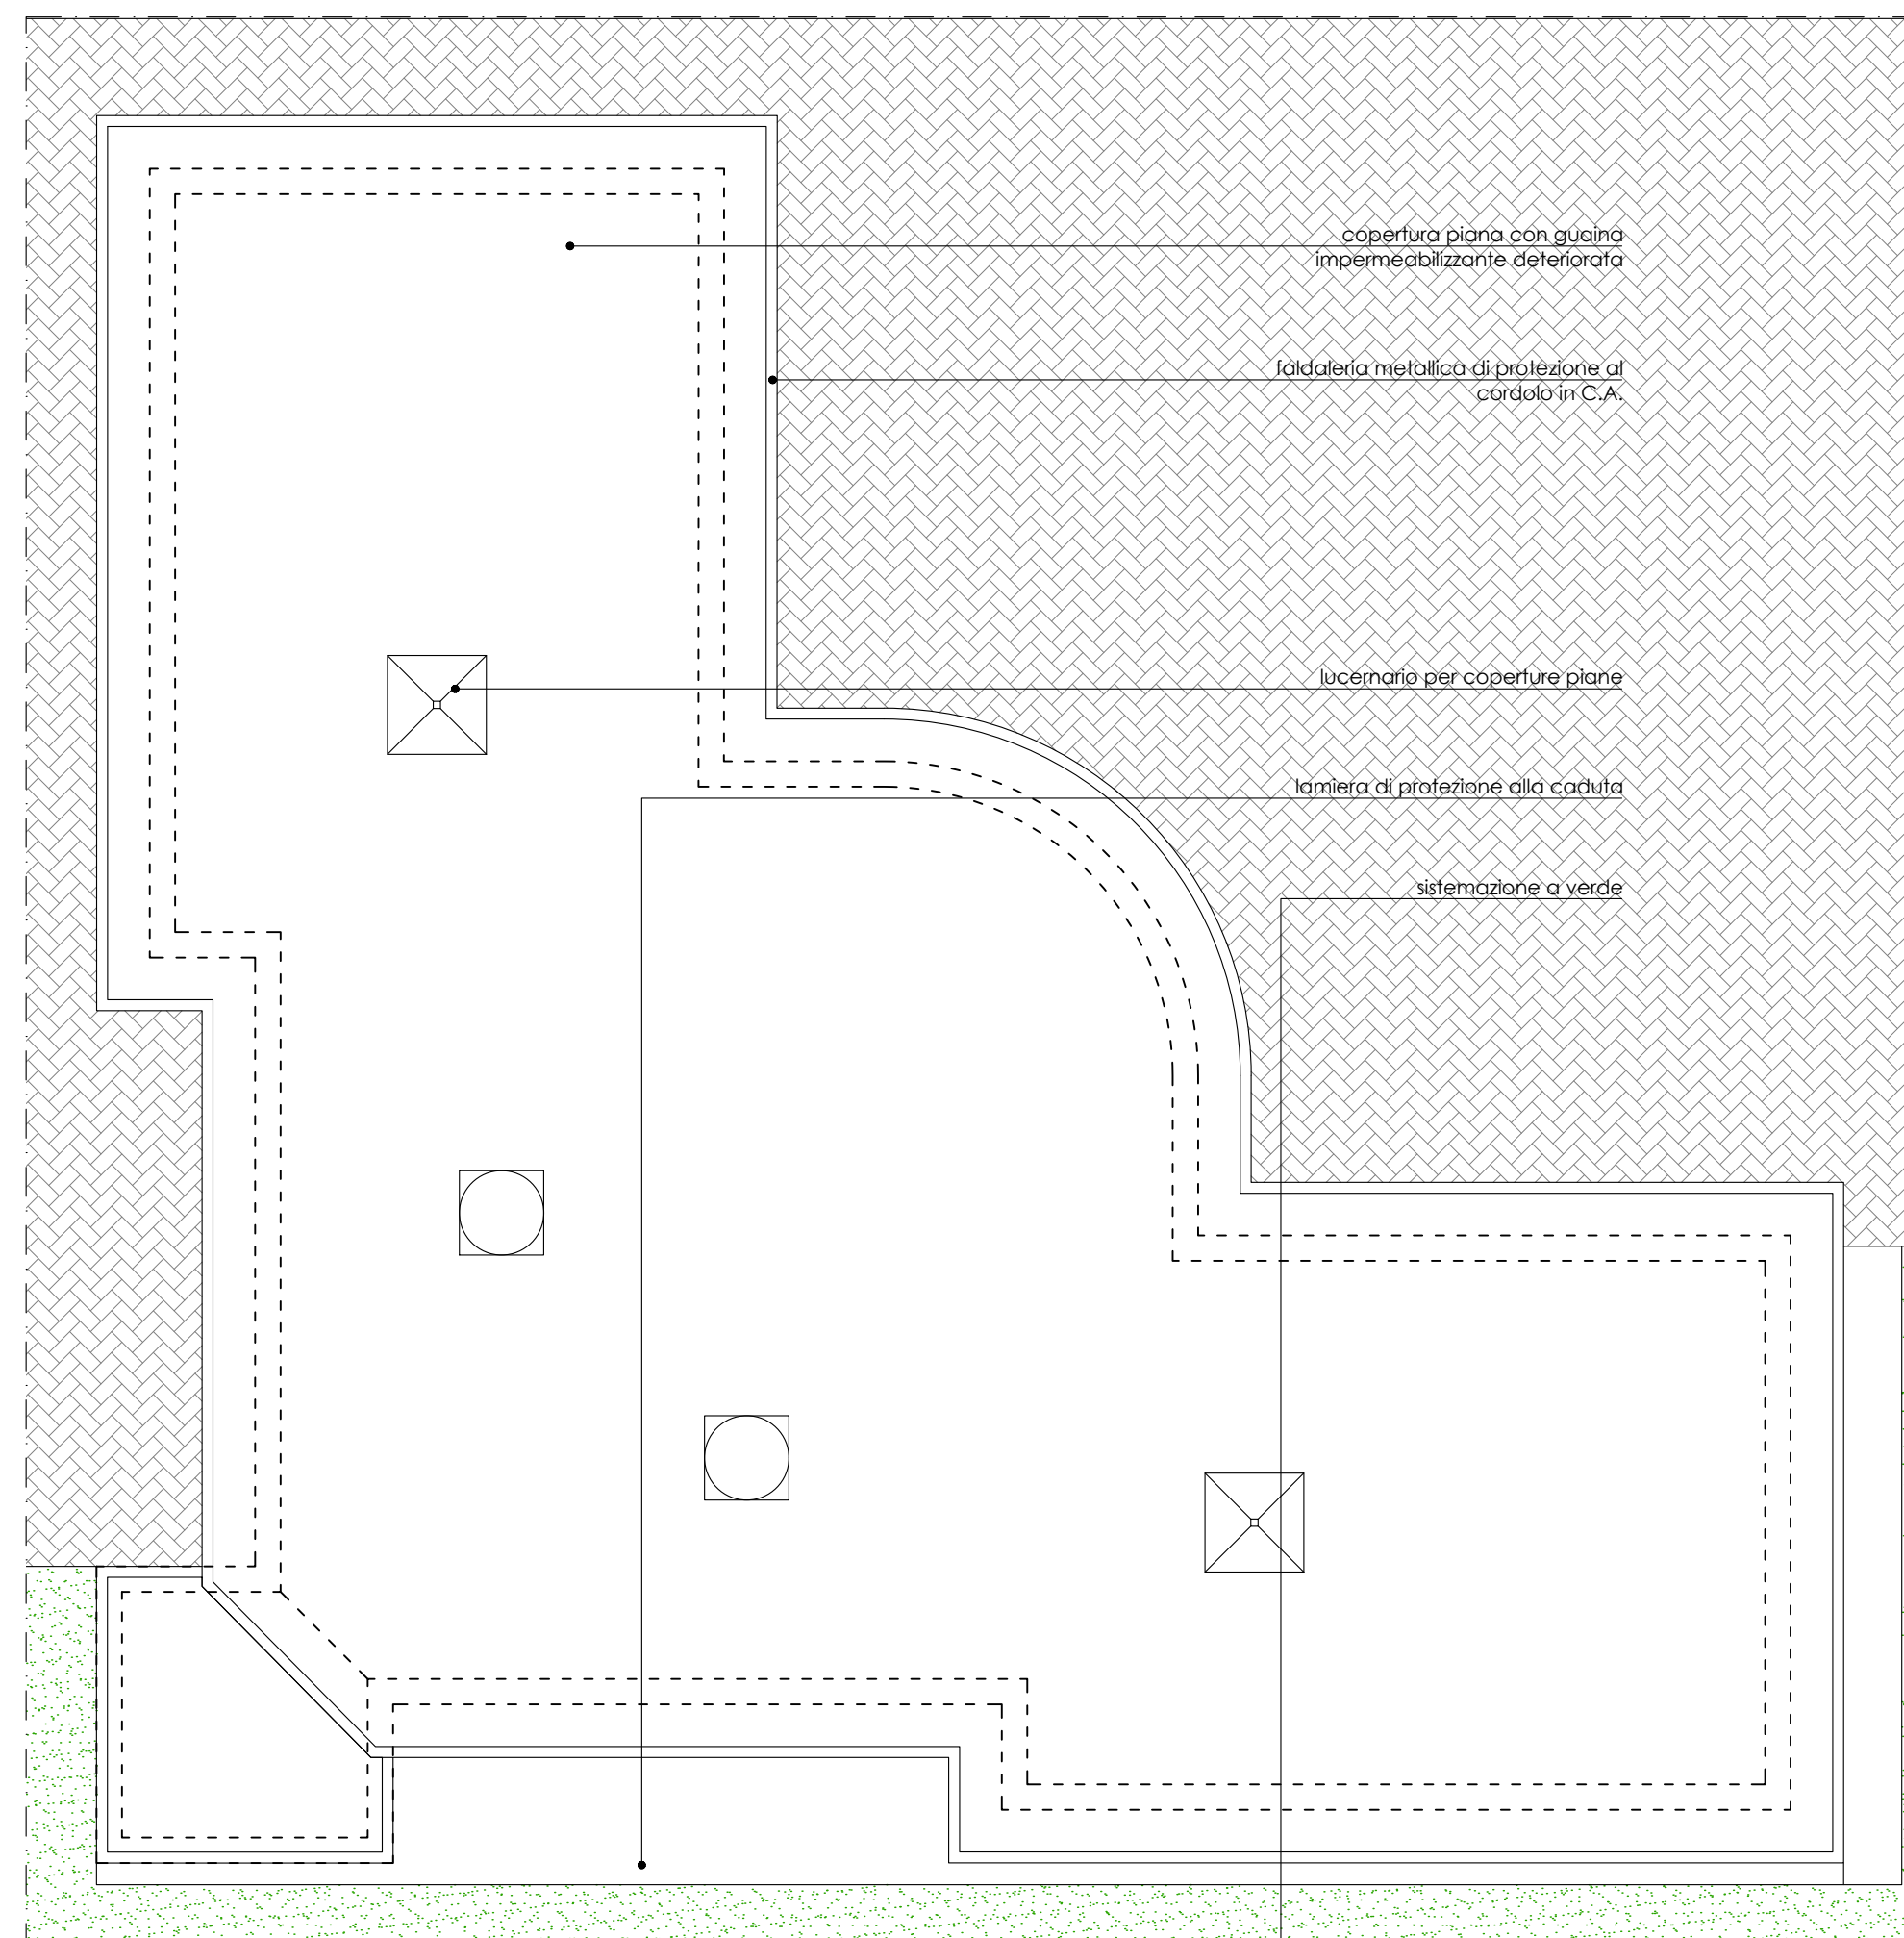 copertura piana con guaina
impermeabilizzante deteriorata
faldaleria metallica di protezione al
cordolo in C.A.
lucernario per coperture piane
lamiera di protezione alla caduta
sistemazione a verde